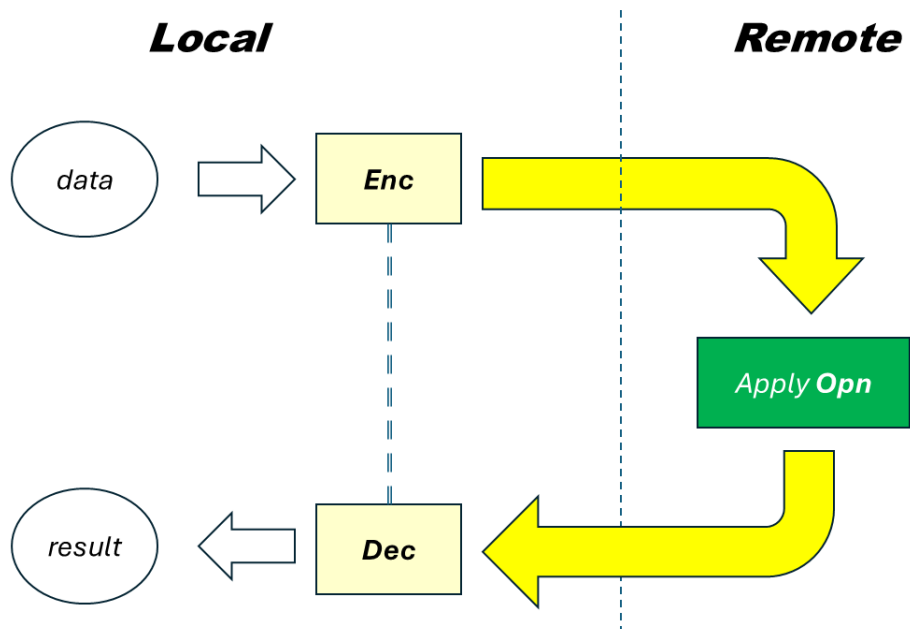 Local
Remote
data
Enc
Apply Opn
result
Dec